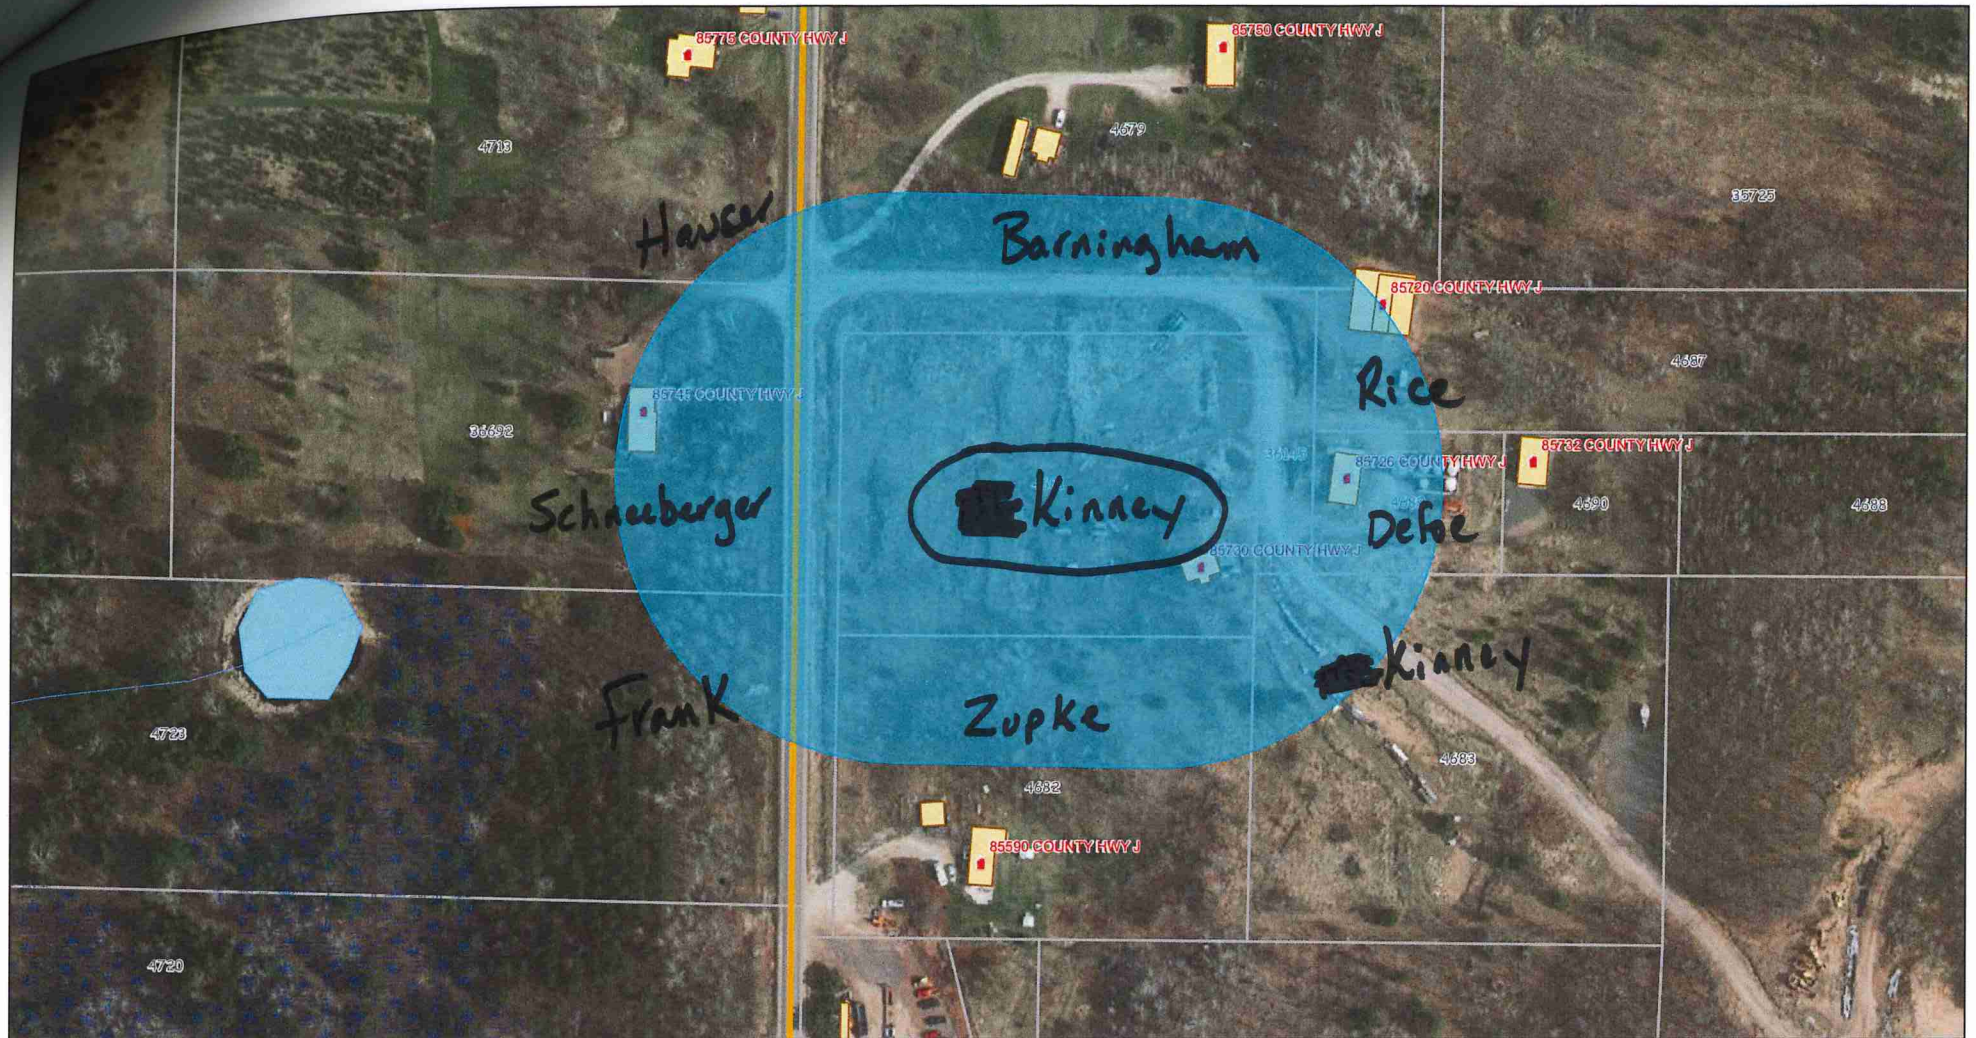 85775 COUNTY HWY J
85750 COUNTY HWY J
4679
4713
35725
Hauser
Barningham
85720 COUNTY HWY J
4687
Rice
85745 COUNTY HWY J
36692
85732 COUNTY HWY J
85726 COUNTY HWY J
4690
4688
Schneeberger
Kinney
Defoe
85730 COUNTY HWY J
Kinney
Frank
Zupke
4723
4683
4682
85590 COUNTY HWY J
4720